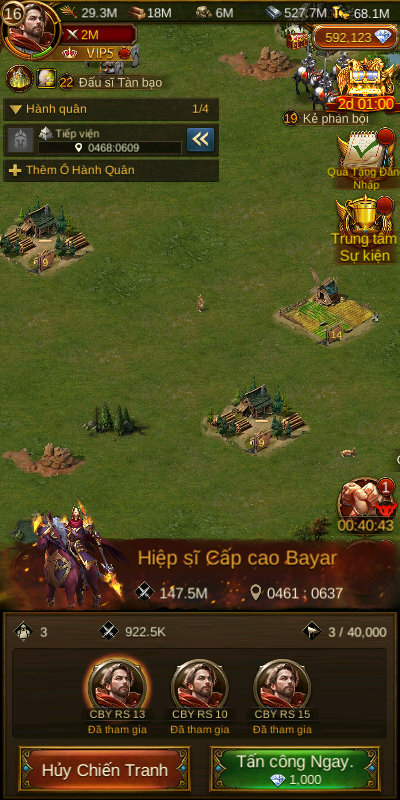 16
29.3M
18M
6M
527.7M
68.1M
2M
592,123
VIP5
22 Đấu sĩ Tàn bạo
2d 01:00
Hành quân
1/4
19 Kẻ phản bội
Tiếp viện
0468:0609
Thêm Ô Hành Quân
Quà Tặng Đăng
Nhập
Trung tâm
Sự kiện
9
14
9
1
00:40:43
Hiệp sĩ Cấp cao Bayar
147.5M
0461 : 0637
3
922.5K
3 / 40,000
CBY RS 13
CBY RS 10
CBY RS 15
Đã tham gia
Đã tham gia
Đã tham gia
Hủy Chiến Tranh
Tấn công Ngay.
1,000